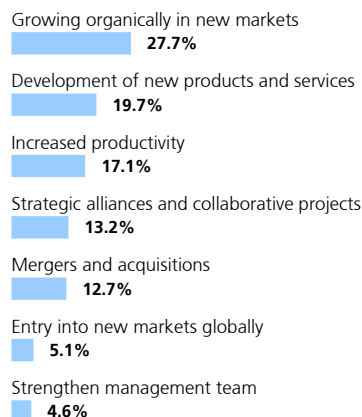 Growing organically in new markets
27.7%
Development of new products and services
19.7%
Increased productivity
17.1%
Strategic alliances and collaborative projects
13.2%
Mergers and acquisitions
12.7%
Entry into new markets globally
5.1%
Strengthen management team
4.6%